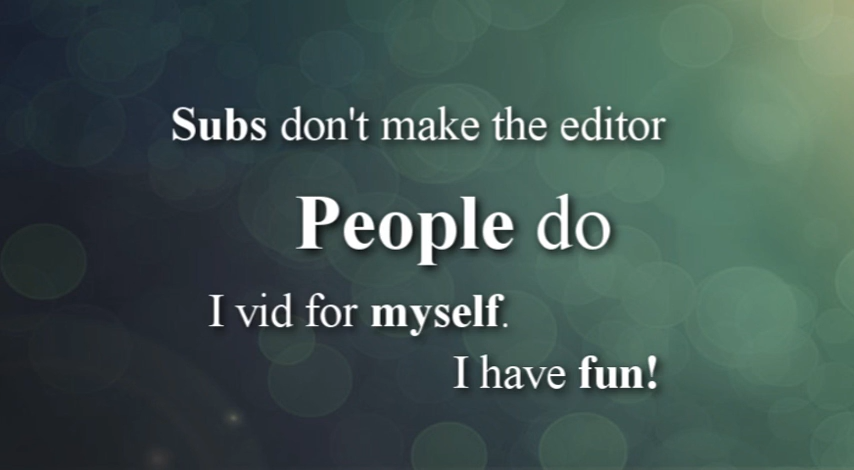 Subs don't make the editor
People do
I vid for myself.
I have fun!